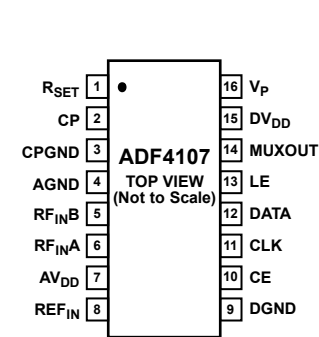 RSET 1
CP 2
CPGND 3
AGND 4
RFINB 5
RFINA 6
AVDD 7
REFIN 8
ADF4107
TOP VIEW
(Not to Scale)
16 VP
15 DVDD
14 MUXOUT
13 LE
12 DATA
11 CLK
10 CE
9 DGND